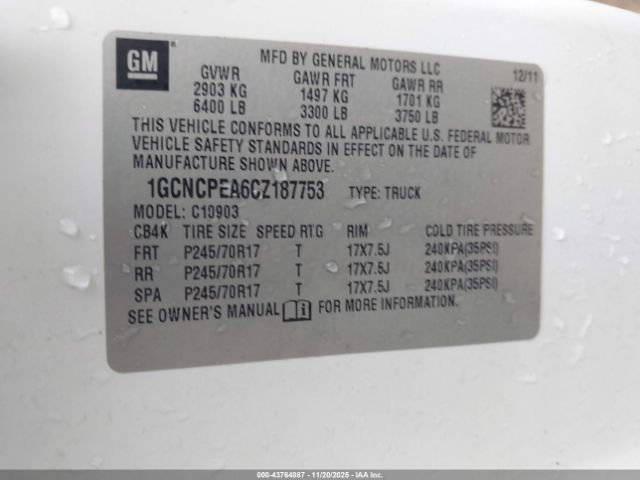 GM
MFD BY GENERAL MOTORS LLC
GVWR GAWR FRT GAWR RR 12/11
2903 KG 1497 KG 1701 KG
6400 LB 3300 LB 3750 LB
THIS VEHICLE CONFORMS TO ALL APPLICABLE U.S. FEDERAL MOTOR
VEHICLE SAFETY STANDARDS IN EFFECT ON THE DATE OF
MANUFACTURE SHOWN ABOVE.
1GCNCPEA6CZ187753 TYPE: TRUCK
MODEL: C10903
CB4K TIRE SIZE SPEED RTG RIM COLD TIRE PRESSURE
FRT P245/70R17 T 17X7.5J 240KPA(35PSI)
RR P245/70R17 T 17X7.5J 240KPA(35PSI)
SPA P245/70R17 T 17X7.5J 240KPA(35PSI)
SEE OWNER'S MANUAL FOR MORE INFORMATION.
000-43764887 - 11/20/2025 - IAAI.COM